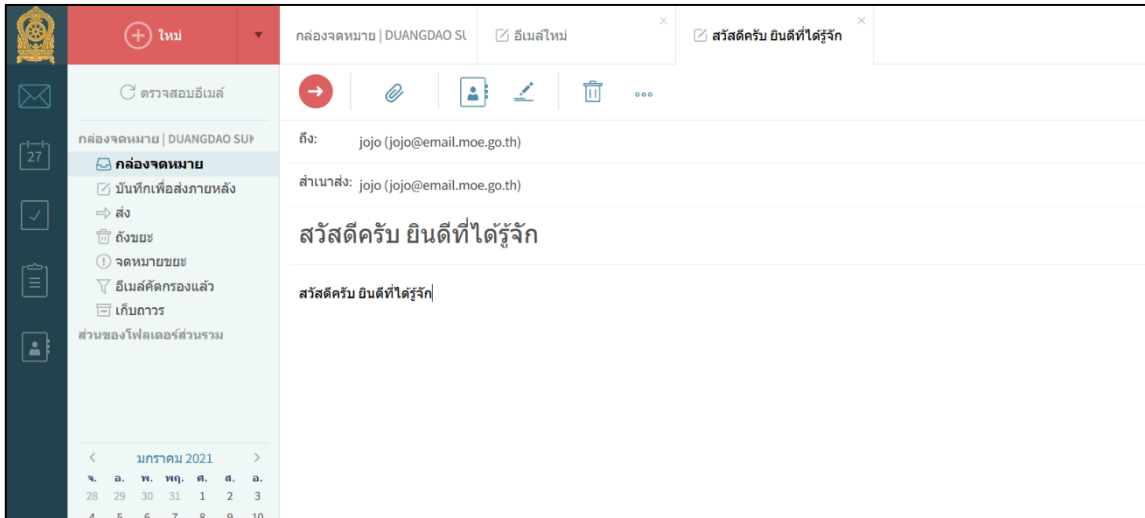 ใหม่
กล่องจดหมาย | DUANGDAO
อีเมล์ใหม่
สวัสดีครับ ยินดีที่ได้รู้จัก
ตรวจสอบอีเมล์
กล่องจดหมาย | DUANGDAO
กล่องจดหมาย
บันทึกเพื่อส่งภายหลัง
ส่ง
ถังขยะ
จดหมายขยะ
อีเมล์คัดกรองแล้ว
เก็บถาวร
ส่วนของโฟลเดอร์ส่วนรวม
27
ถึง: jojo (jojo@email.moe.go.th)
สำเนาส่ง: jojo (jojo@email.moe.go.th)
สวัสดีครับ ยินดีที่ได้รู้จัก
สวัสดีครับ ยินดีที่ได้รู้จัก
มกราคม 2021
จ. อ. พ. พฤ. ศ. ส. อ.
28 29 30 31 1 2 3
4 5 6 7 8 9 10